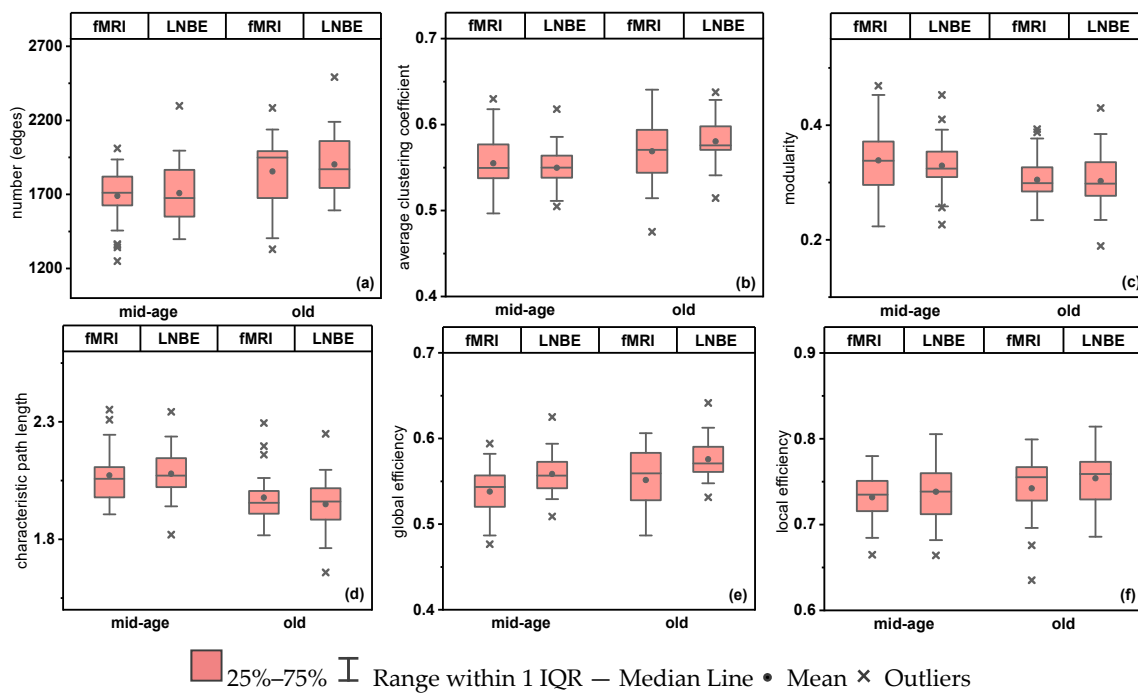 fMRI LNBE fMRI LNBE
2700
2200
1700
1200
number (edges)
(a)
mid-age old
fMRI LNBE fMRI LNBE
0.7
0.6
0.5
0.4
average clustring coefficient
(b)
mid-age old
fMRI LNBE fMRI LNBE
0.4
0.2
modularity
(c)
mid-age old
fMRI LNBE fMRI LNBE
2.3
1.8
characteristic path length
(d)
mid-age old
fMRI LNBE fMRI LNBE
0.7
0.6
0.5
0.4
global efficiency
(e)
mid-age old
fMRI LNBE fMRI LNBE
0.9
0.8
0.7
0.6
local efficiency
(f)
mid-age old
25%–75% Range within 1 IQR — Median Line • Mean × Outliers